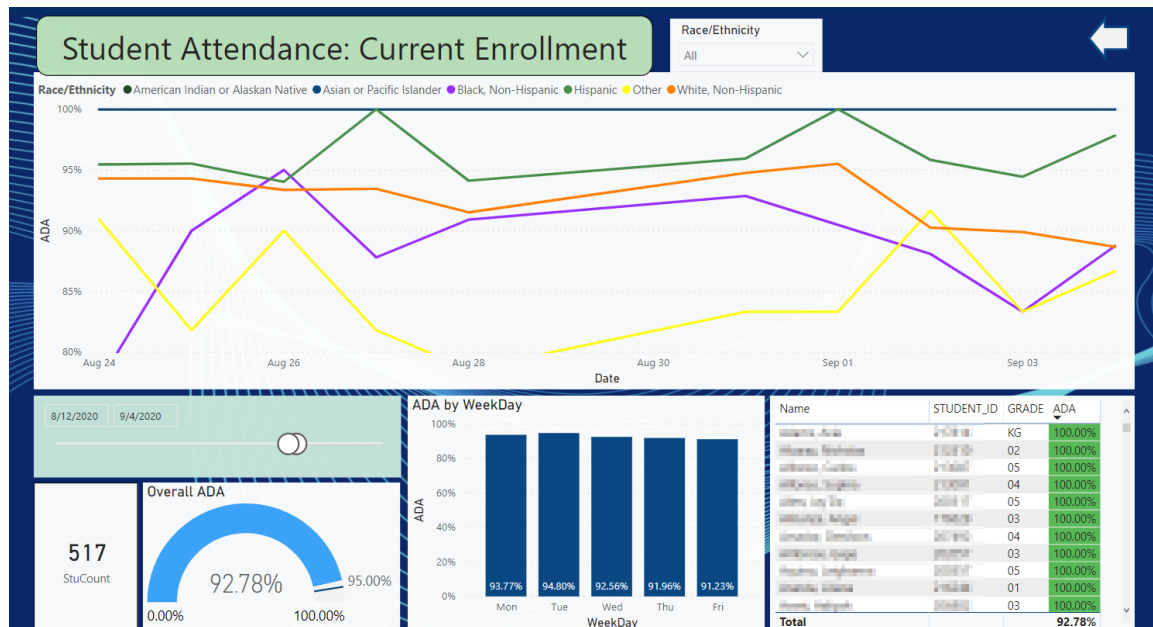 Student Attendance: Current Enrollment
Race/Ethnicity
All
Race/Ethnicity American Indian or Alaskan Native Asian or Pacific Islander Black, Non-Hispanic Hispanic Other White, Non-Hispanic
100%
95%
90%
85%
80%
ADA
Aug 24 Aug 26 Aug 28 Aug 30 Sep 01 Sep 03
Date
8/12/2020 9/4/2020
517
StuCount
Overall ADA
92.78%
95.00%
0.00% 100.00%
ADA by WeekDay
100%
80%
60%
40%
20%
0%
ADA
93.77% 94.80% 92.56% 91.96% 91.23%
Mon Tue Wed Thu Fri
WeekDay
Name STUDENT_ID GRADE ADA
KG 100.00%
02 100.00%
05 100.00%
04 100.00%
05 100.00%
03 100.00%
04 100.00%
03 100.00%
05 100.00%
01 100.00%
03 100.00%
Total 92.78%